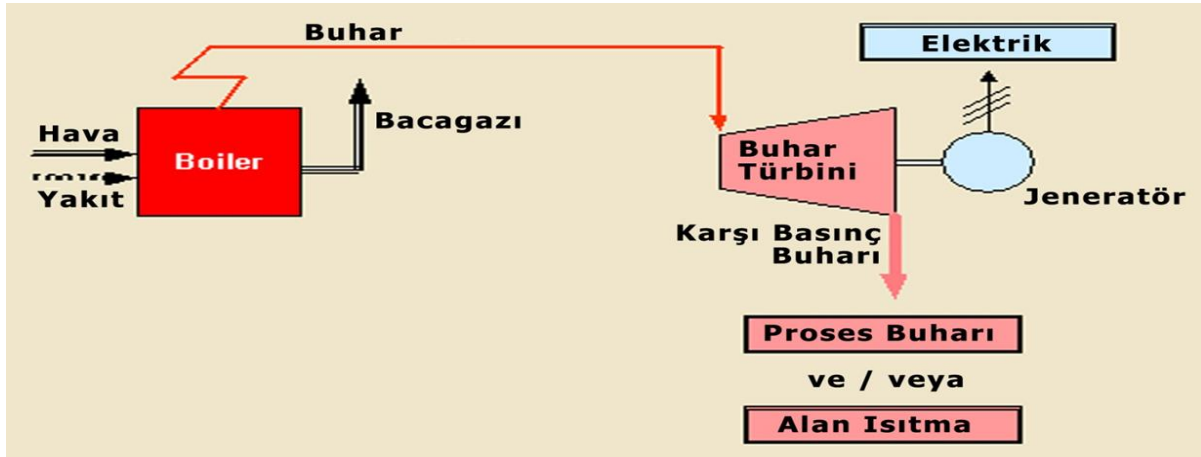 Buhar
Elektrik
Hava
Boiler
Bacagazı
Yakıt
Buhar
Türbini
Jeneratör
Karşı Basınç
Buharı
Proses Buharı
ve / veya
Alan Isıtma